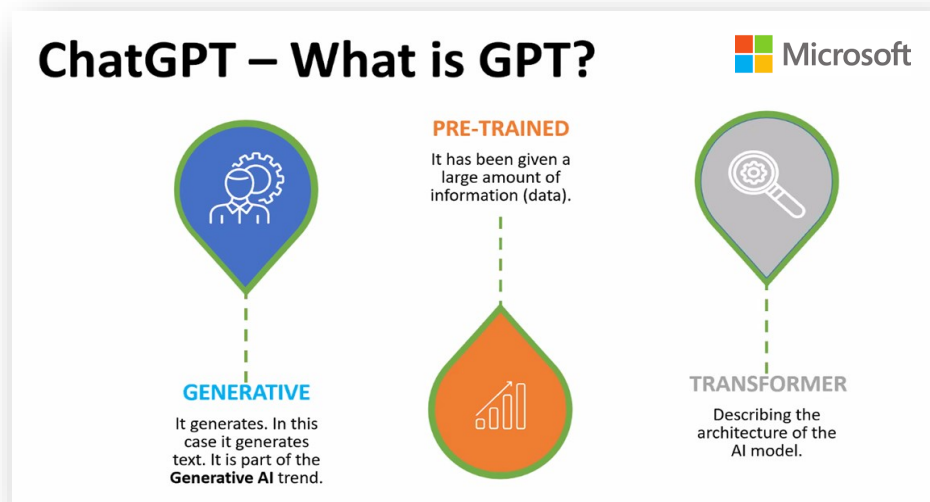 ChatGPT – What is GPT?
Microsoft
GENERATIVE
It generates. In this
case it generates
text. It is part of the
Generative AI trend.
PRE-TRAINED
It has been given a
large amount of
information (data).
TRANSFORMER
Describing the
architecture of the
AI model.